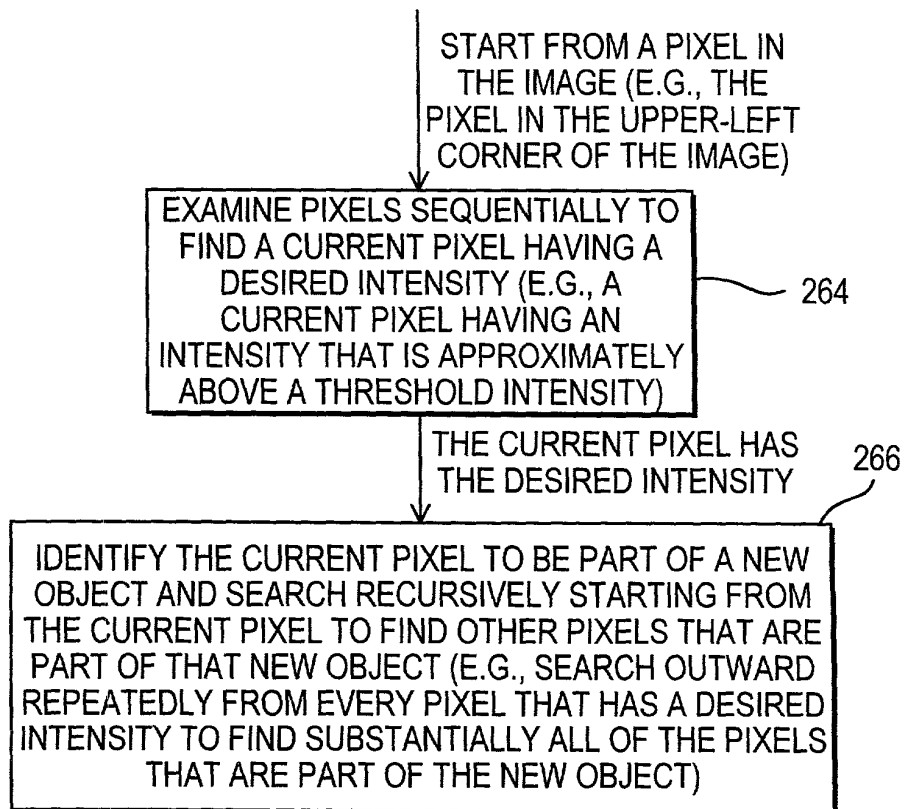 START FROM A PIXEL IN
THE IMAGE (E.G., THE
PIXEL IN THE UPPER-LEFT
CORNER OF THE IMAGE)
EXAMINE PIXELS SEQUENTIALLY TO
FIND A CURRENT PIXEL HAVING A
DESIRED INTENSITY (E.G., A
CURRENT PIXEL HAVING AN
INTENSITY THAT IS APPROXIMATELY
ABOVE A THRESHOLD INTENSITY)
264
THE CURRENT PIXEL HAS
THE DESIRED INTENSITY
266
IDENTIFY THE CURRENT PIXEL TO BE PART OF A NEW
OBJECT AND SEARCH RECURSIVELY STARTING FROM
THE CURRENT PIXEL TO FIND OTHER PIXELS THAT ARE
PART OF THAT NEW OBJECT (E.G., SEARCH OUTWARD
REPEATEDLY FROM EVERY PIXEL THAT HAS A DESIRED
INTENSITY TO FIND SUBSTANTIALLY ALL OF THE PIXELS
THAT ARE PART OF THE NEW OBJECT)